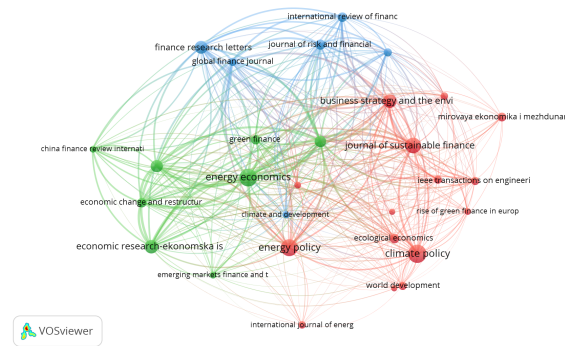 international review of financ
finance research letters
journal of risk and financial
global finance journal
business strategy and the envi
mirovaya ekonomika i mezhdunar
green finance
china finance review internati
journal of sustainable finance
energy economics
ieee transactions on engineeri
economic change and restructur
climate and development
rise of green finance in europ
economic research-ekonomska is
energy policy
ecological economics
climate policy
emerging markets finance and t
world development
international journal of energ
VOSviewer